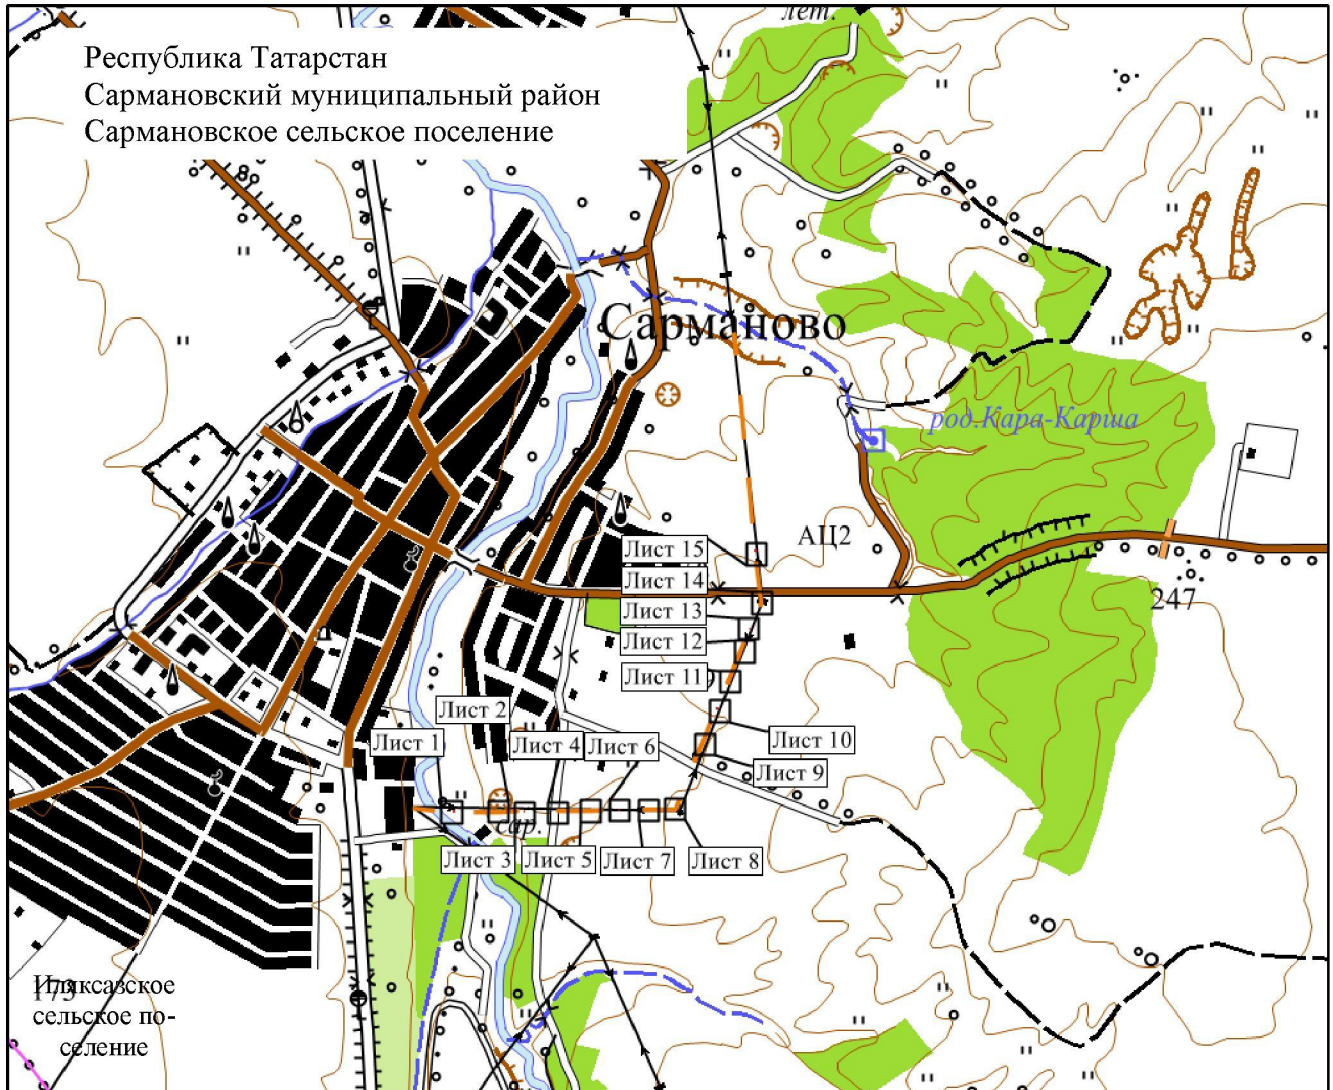 лет.
Республика Татарстан
Сармановский муниципальный район
Сармановское сельское поселение
Сарманово
род.Кара-Карша
АЦ2
Лист 15
Лист 14
247
Лист 13
Лист 12
Лист 11
Лист 2
Лист 1
Лист 4
Лист 6
Лист 10
Лист 9
сар.
Лист 3
Лист 5
Лист 7
Лист 8
173
сельское по-
селение